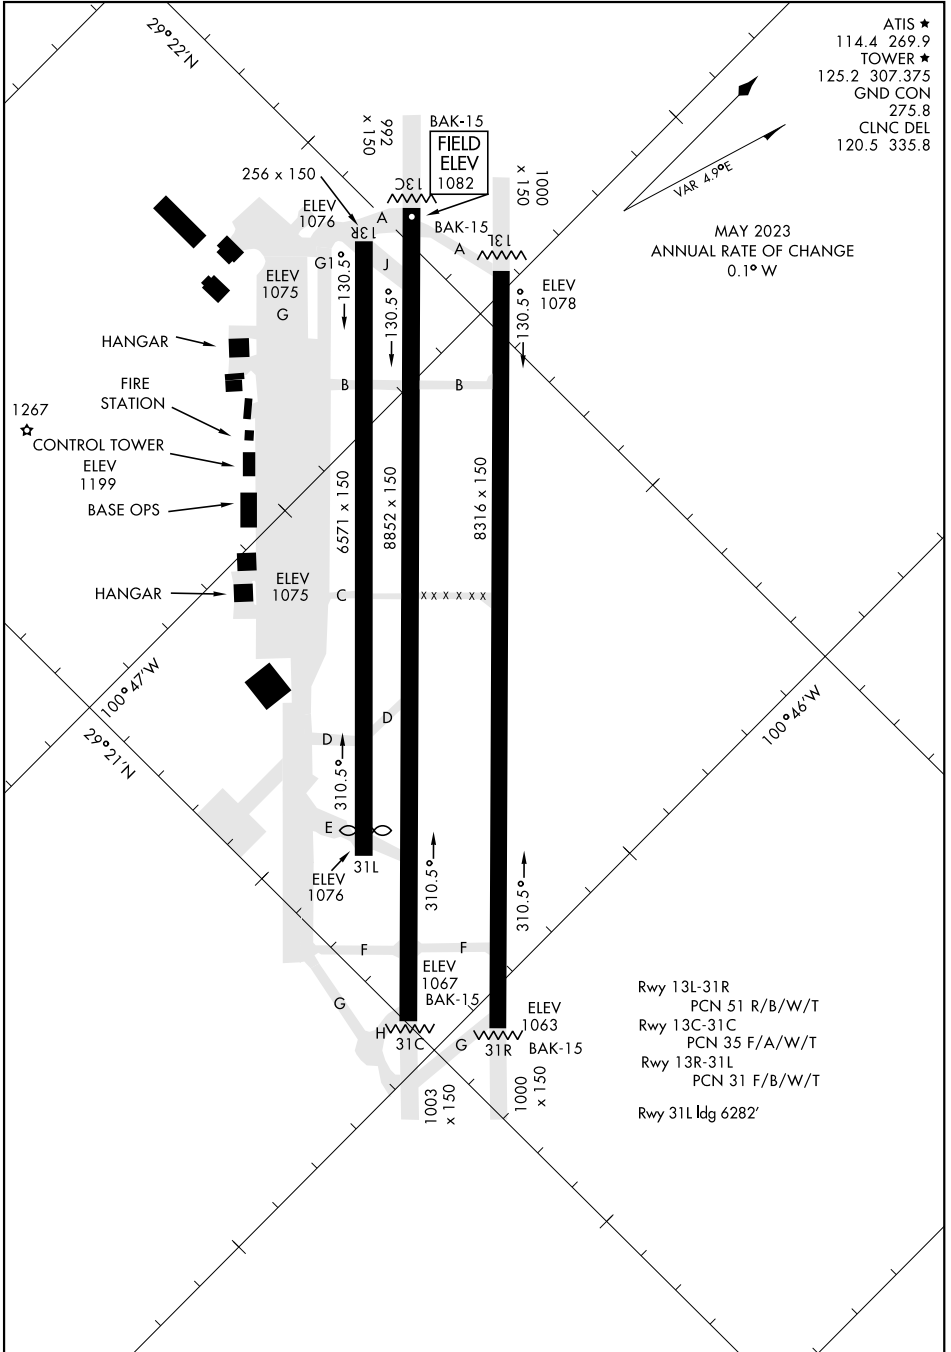 ATIS ★
114.4 269.9
TOWER ★
125.2 307.375
GND CON
275.8
CLNC DEL
120.5 335.8
29°22'N
VAR 4.9°E
MAY 2023
ANNUAL RATE OF CHANGE
0.1° W
992
x 150
BAK-15
FIELD
ELEV
1082
1000
x 150
256 x 150
ELEV
1076
13R
13C
13L
A
BAK-15
A
G1
J
ELEV
1075
G
130.5°
130.5°
130.5°
ELEV
1078
HANGAR
FIRE
STATION
1267
CONTROL TOWER
ELEV
1199
BASE OPS
HANGAR
B
B
6571 x 150
8852 x 150
8316 x 150
ELEV
1075
C
x x x x x x
100°47'W
29°21'N
100°46'W
D
D
310.5°
E
31L
ELEV
1076
310.5°
310.5°
F
F
G
ELEV
1067
BAK-15
H
31C
G
ELEV
1063
31R
BAK-15
1003
x 150
1000
x 150
Rwy 13L-31R
PCN 51 R/B/W/T
Rwy 13C-31C
PCN 35 F/A/W/T
Rwy 13R-31L
PCN 31 F/B/W/T
Rwy 31L ldg 6282'